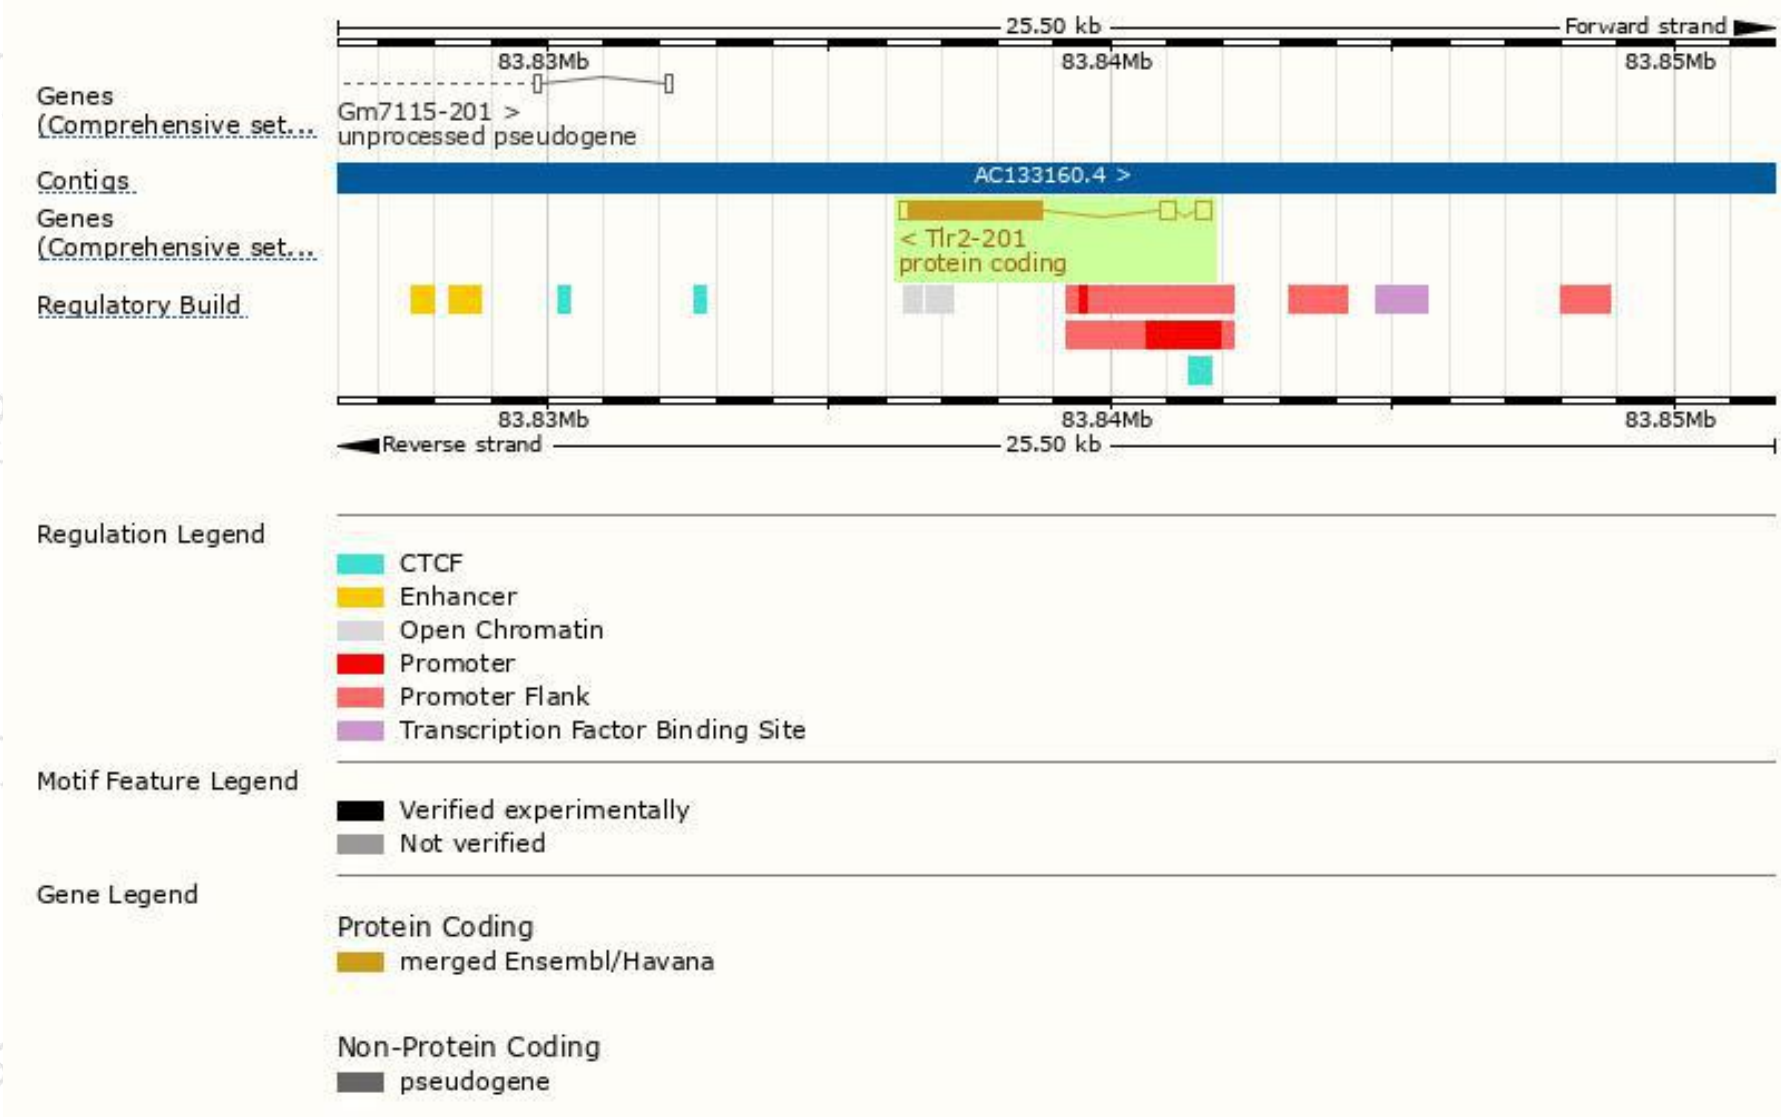 25.50 kb
Forward strand
83.83Mb
83.84Mb
83.85Mb
Genes
(Comprehensive set...
Gm7115-201 >
unprocessed pseudogene
Contigs
AC133160.4 >
Genes
(Comprehensive set...
< Tlr2-201
protein coding
Regulatory Build
83.83Mb
83.84Mb
83.85Mb
Reverse strand
25.50 kb
Regulation Legend
CTCF
Enhancer
Open Chromatin
Promoter
Promoter Flank
Transcription Factor Binding Site
Motif Feature Legend
Verified experimentally
Not verified
Gene Legend
Protein Coding
merged Ensembl/Havana
Non-Protein Coding
pseudogene